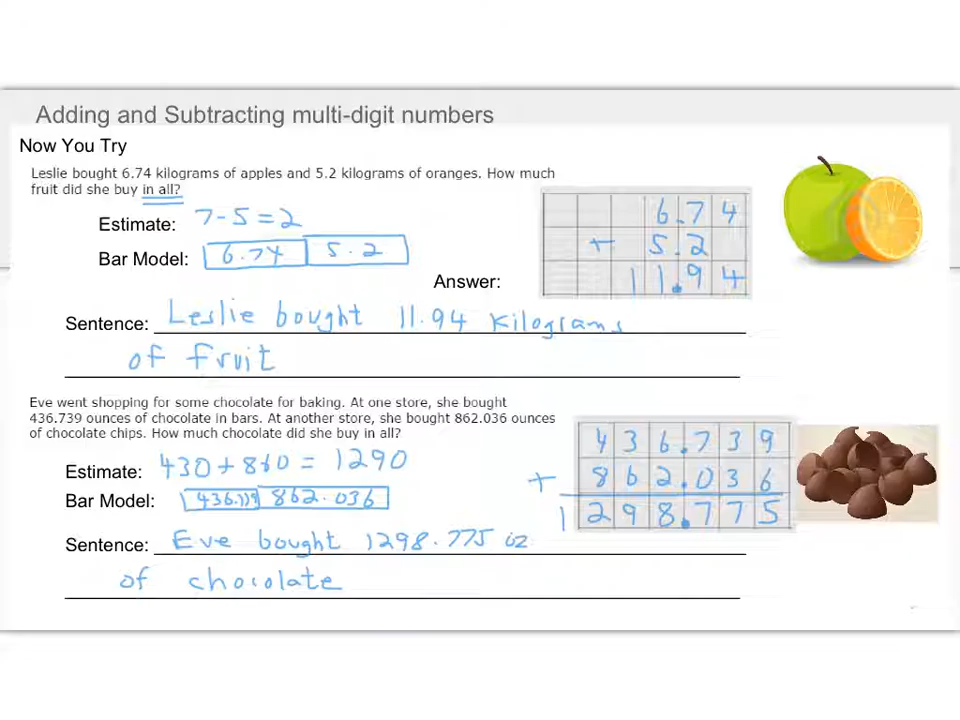 Adding and Subtracting multi-digit numbers
Now You Try
Leslie bought 6.74 kilograms of apples and 5.2 kilograms of oranges. How much
fruit did she buy in all?
Estimate: 7-5=2
Bar Model: 6.74 5.2
6.74
+ 5.2
11.94
Answer:
Sentence: Leslie bought 11.94 kilograms
of fruit
Eve went shopping for some chocolate for baking. At one store, she bought
436.739 ounces of chocolate in bars. At another store, she bought 862.036 ounces
of chocolate chips. How much chocolate did she buy in all?
Estimate: 430+860=1290
Bar Model: 436.739 862.036
436.739
+ 862.036
1298.775
Sentence: Eve bought 1298.775 oz
of chocolate